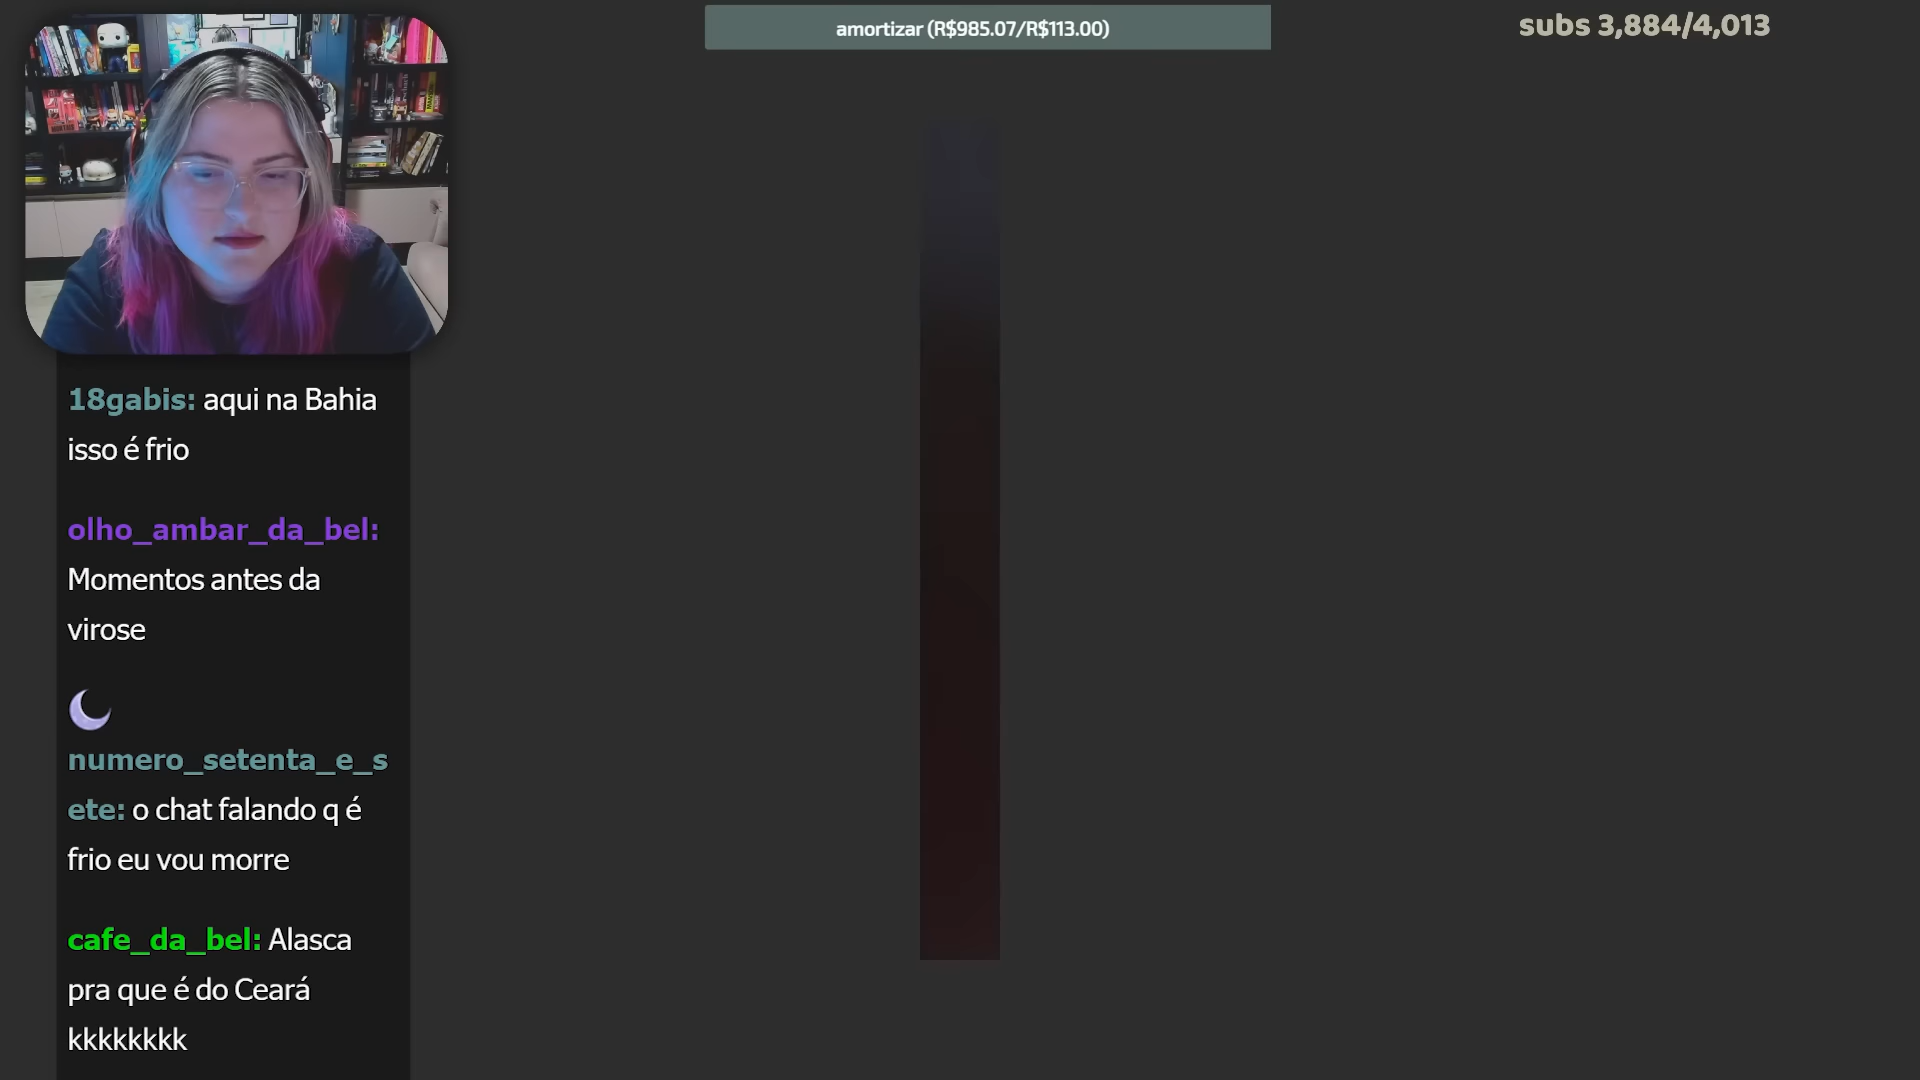 amortizar (R$985.07/R$113.00)
subs 3,884/4,013
18gabis: aqui na Bahia
isso é frio
olho_ambar_da_bel:
Momentos antes da
virose
numero_setenta_e_s
ete: o chat falando q é
frio eu vou morre
cafe_da_bel: Alasca
pra que é do Ceará
kkkkkkkk